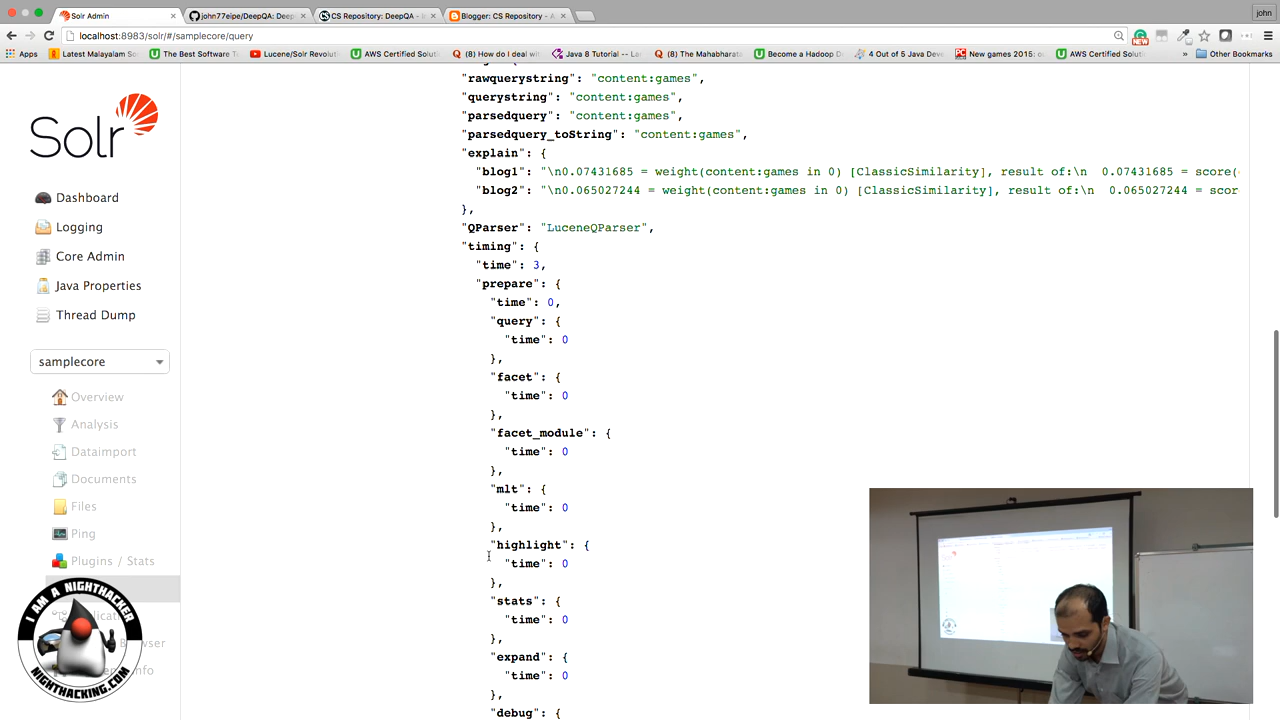 Solr Admin
john77eipe/DeepQA: Deep
CS Repository: DeepQA - I
Blogger: CS Repository - A
john
localhost:8983/solr/#/samplecore/query
NEW
Apps
Latest Malayalam So
The Best Software T
Lucene/Solr Revolut
AWS Certified Solut
(8) How do I deal wi
Java 8 Tutorial -- La
(8) The Mahabharat
Become a Hadoop D
4 Out of 5 Java Deve
New games 2015: o
AWS Certified Soluti
»
Other Bookmarks
Solr
Dashboard
Logging
Core Admin
Java Properties
Thread Dump
samplecore
Overview
Analysis
Dataimport
Documents
Files
Ping
Plugins / Stats
I AM A NIGHTHACKER
NIGHTHACKING.COM
"rawquerystring": "content:games",
"querystring": "content:games",
"parsedquery": "content:games",
"parsedquery_toString": "content:games",
"explain": {
"blog1": "\n0.07431685 = weight(content:games in 0) [ClassicSimilarity], result of:\n  0.07431685 = score(
"blog2": "\n0.065027244 = weight(content:games in 0) [ClassicSimilarity], result of:\n  0.065027244 = scor
},
"QParser": "LuceneQParser",
"timing": {
"time": 3,
"prepare": {
"time": 0,
"query": {
"time": 0
},
"facet": {
"time": 0
},
"facet_module": {
"time": 0
},
"mlt": {
"time": 0
},
"highlight": {
"time": 0
},
"stats": {
"time": 0
},
"expand": {
"time": 0
},
"debug": {